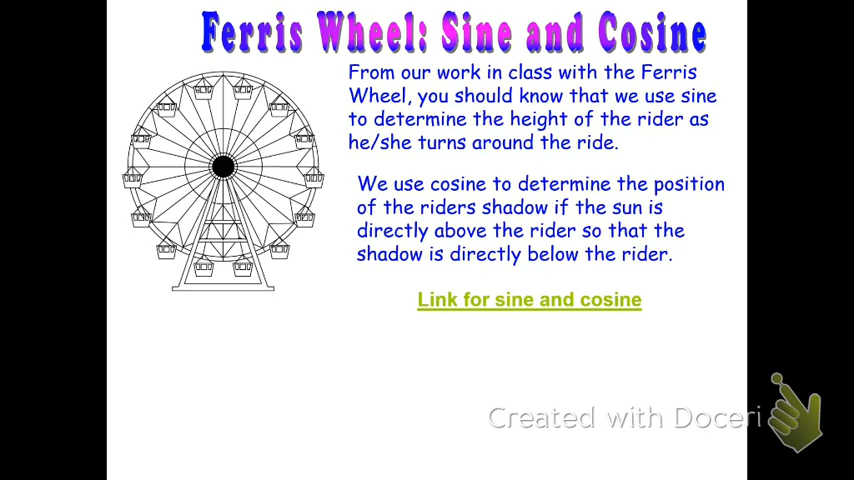 Ferris Wheel: Sine and Cosine
From our work in class with the Ferris
Wheel, you should know that we use sine
to determine the height of the rider as
he/she turns around the ride.
We use cosine to determine the position
of the riders shadow if the sun is
directly above the rider so that the
shadow is directly below the rider.
Link for sine and cosine
Created with Doceri